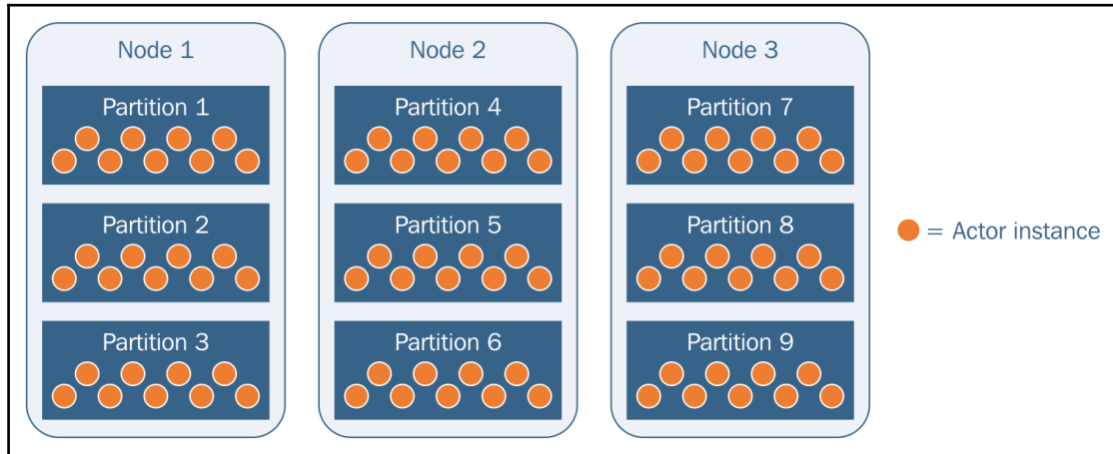 Node 1
Partition 1
Partition 2
Partition 3
Node 2
Partition 4
Partition 5
Partition 6
Node 3
Partition 7
Partition 8
Partition 9
= Actor instance